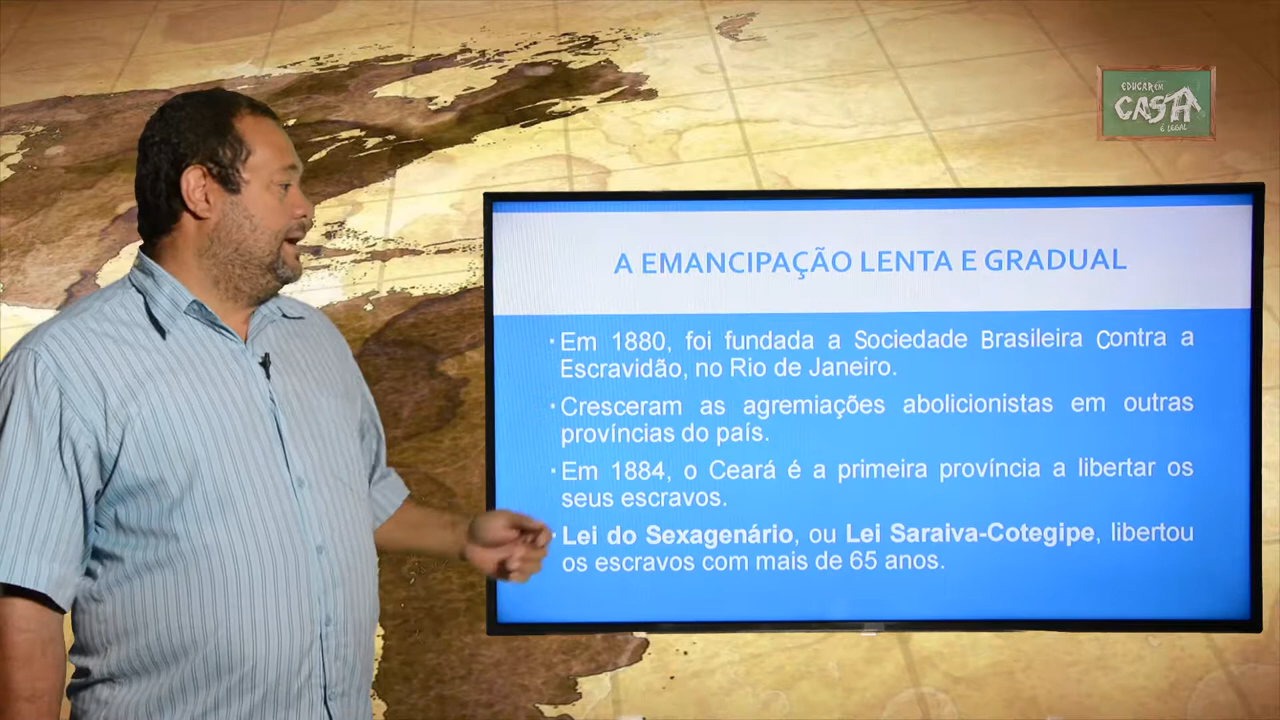 EDUCAR EM
CASA
É LEGAL
A EMANCIPAÇÃO LENTA E GRADUAL
· Em 1880, foi fundada a Sociedade Brasileira Contra a
Escravidão, no Rio de Janeiro.
· Cresceram as agremiações abolicionistas em outras
províncias do país.
· Em 1884, o Ceará é a primeira província a libertar os
seus escravos.
· Lei do Sexagenário, ou Lei Saraiva-Cotegipe, libertou
os escravos com mais de 65 anos.